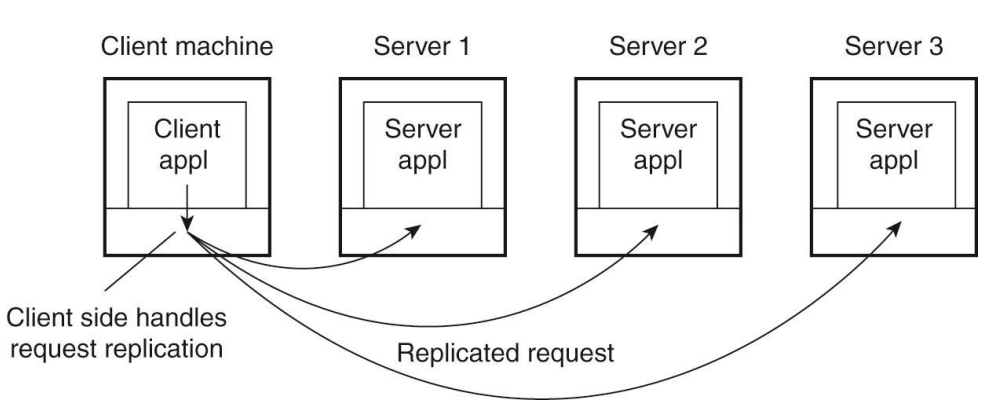 Client machine
Server 1
Server 2
Server 3
Client
appl
Server
appl
Server
appl
Server
appl
Client side handles
request replication
Replicated request